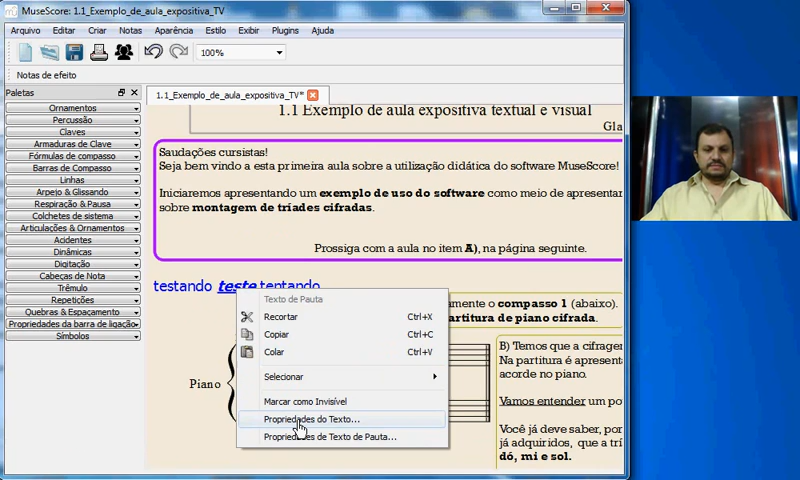 MuseScore: 1.1_Exemplo_de_aula_expositiva_TV
Arquivo Editar Criar Notas Aparência Estilo Exibir Plugins Ajuda
100%
Notas de efeito
Paletas
1.1_Exemplo_de_aula_expositiva_TV*
Ornamentos
Percussão
Claves
Armaduras de Clave
Fórmulas de compasso
Barras de Compasso
Linhas
Arpejo & Glissando
Respiração & Pausa
Colchetes de sistema
Articulações & Ornamentos
Acidentes
Dinâmicas
Digitação
Cabeças de Nota
Trêmulo
Repetições
Quebras & Espaçamento
Propriedades da barra de ligação
Símbolos
1.1 Exemplo de aula expositiva textual e visual
Gla
Saudações cursistas!
Seja bem vindo a esta primeira aula sobre a utilização didática do software MuseScore!
Iniciaremos apresentando um exemplo de uso do software como meio de apresentar
sobre montagem de tríades cifradas.
Prossiga com a aula no item A), na página seguinte.
testando teste tentando
Texto de Pauta
Recortar Ctrl+X
Copiar Ctrl+C
Colar Ctrl+V
Selecionar
Marcar como Invisível
Propriedades do Texto...
Propriedades de Texto de Pauta...
amente o compasso 1 (abaixo).
artitura de piano cifrada.
Piano
B) Temos que a cifragem
Na partitura é apresenta
acorde no piano.
Vamos entender um po
Você já deve saber, por
já adquiridos, que a trí
dó, mi e sol.